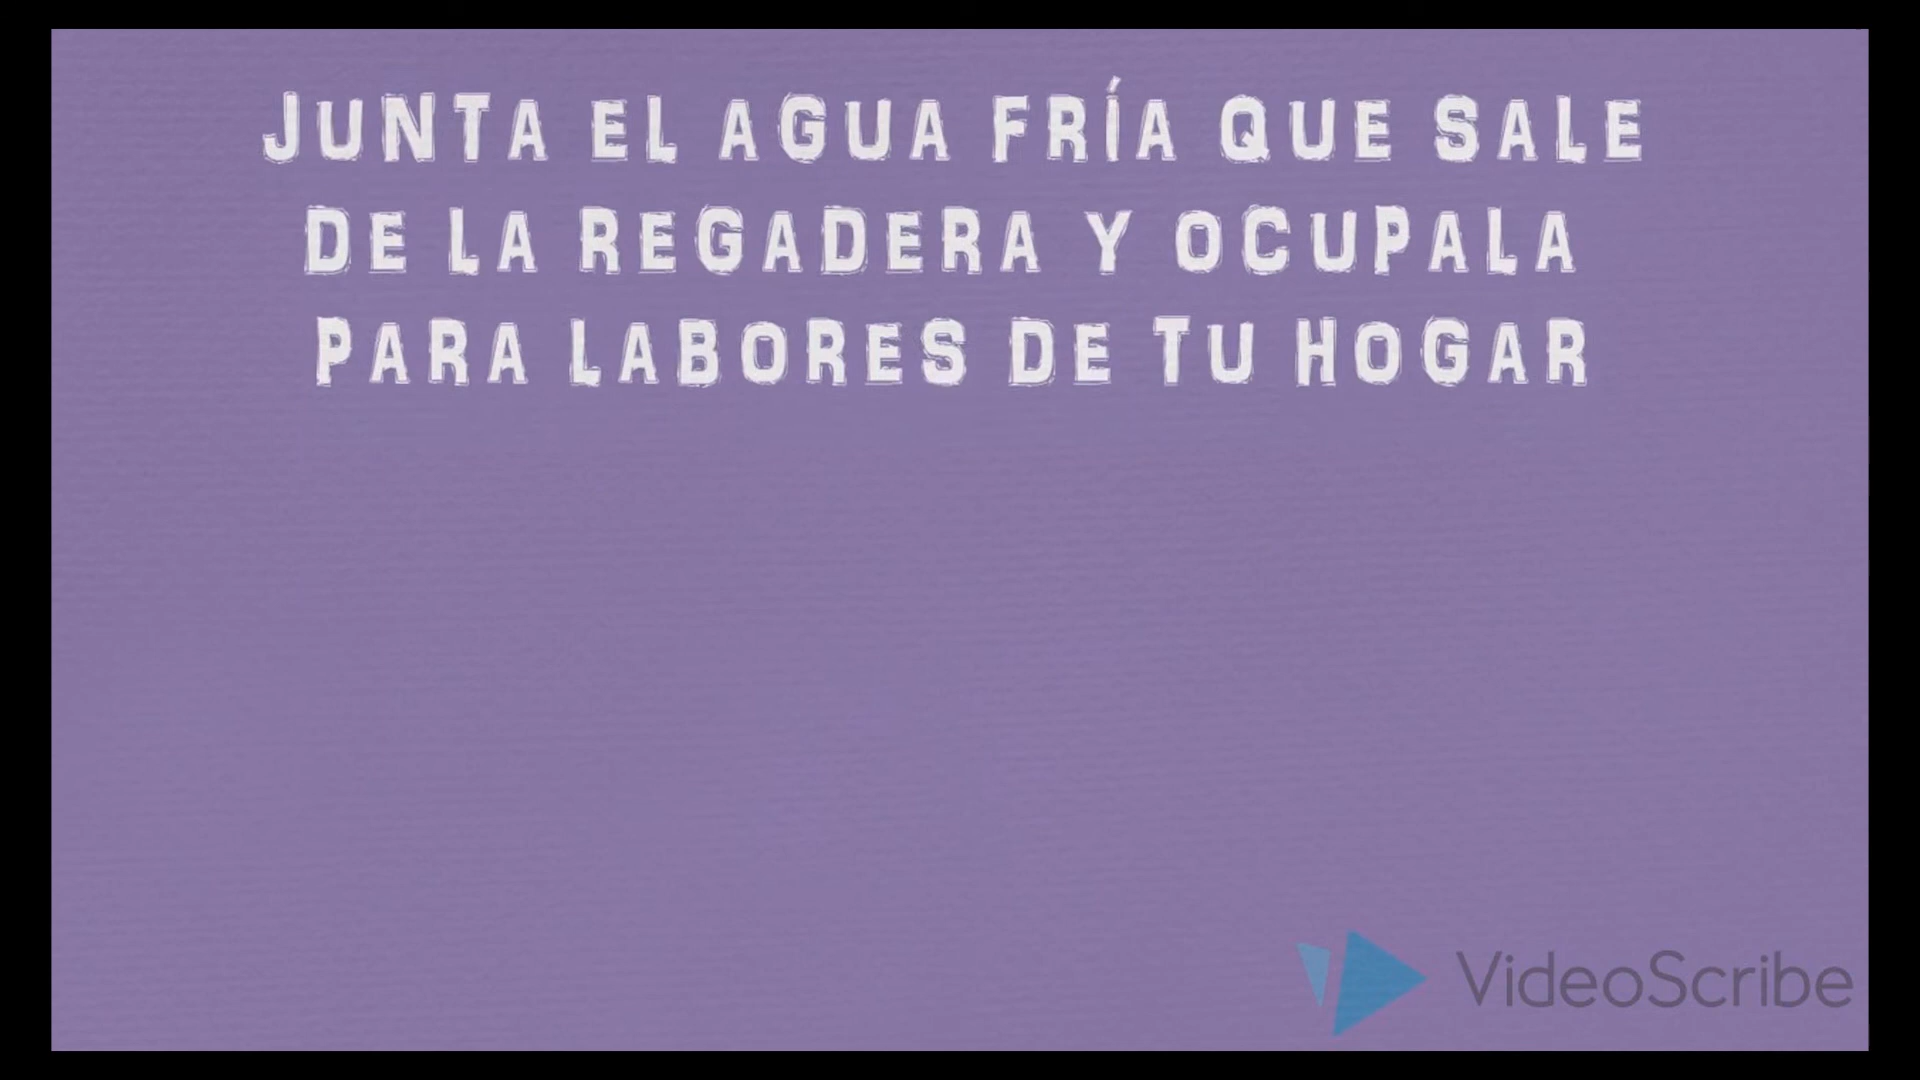 JUNTA EL AGUA FRÍA QUE SALE
DE LA REGADERA Y OCUPALA
PARA LABORES DE TU HOGAR
VideoScribe